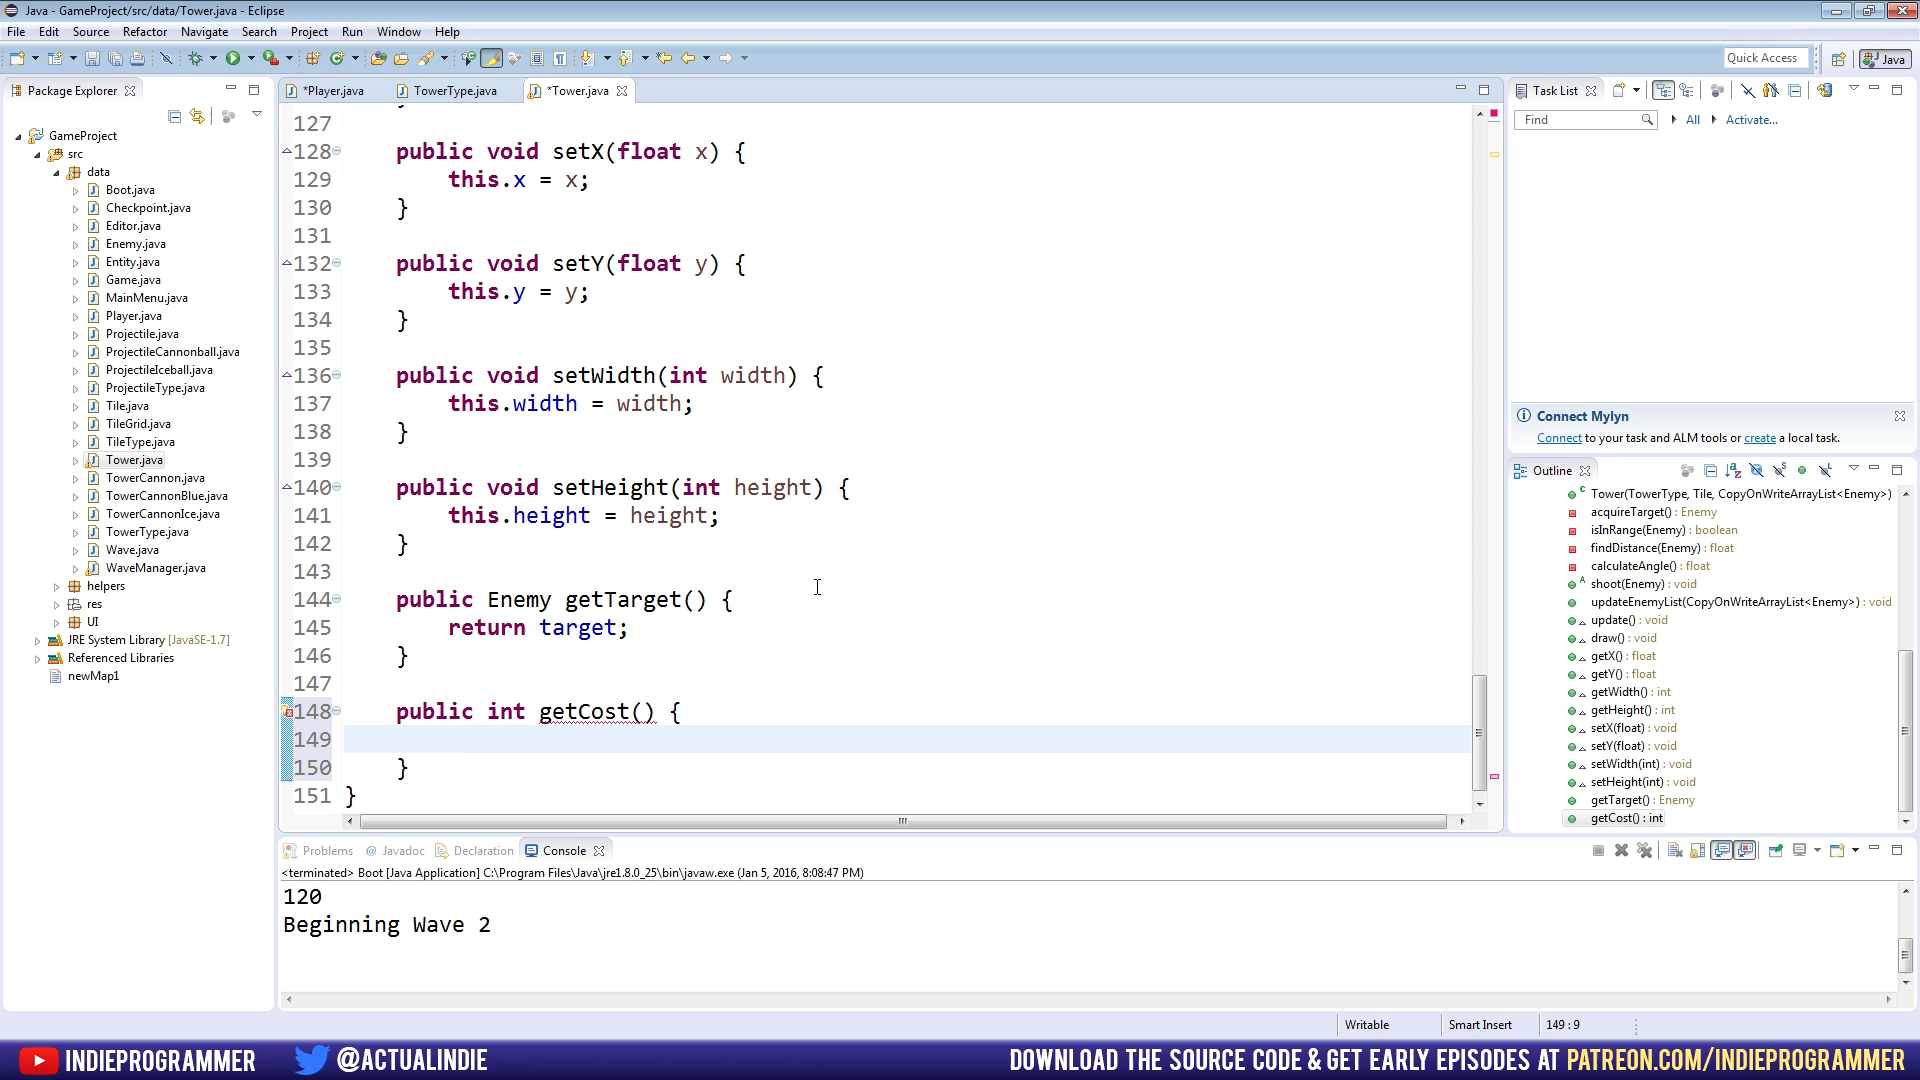 Java - GameProject/src/data/Tower.java - Eclipse
File Edit Source Refactor Navigate Search Project Run Window Help
Quick Access
Java
Package Explorer
*Player.java
TowerType.java
*Tower.java
Task List
Find
All
Activate...
GameProject
src
data
Boot.java
Checkpoint.java
Editor.java
Enemy.java
Entity.java
Game.java
MainMenu.java
Player.java
Projectile.java
ProjectileCannonball.java
ProjectileIceball.java
ProjectileType.java
Tile.java
TileGrid.java
TileType.java
Tower.java
TowerCannon.java
TowerCannonBlue.java
TowerCannonIce.java
TowerType.java
Wave.java
WaveManager.java
helpers
res
UI
JRE System Library [JavaSE-1.7]
Referenced Libraries
newMap1
127
128 public void setX(float x) {
129 this.x = x;
130 }
131
132 public void setY(float y) {
133 this.y = y;
134 }
135
136 public void setWidth(int width) {
137 this.width = width;
138 }
139
140 public void setHeight(int height) {
141 this.height = height;
142 }
143
144 public Enemy getTarget() {
145 return target;
146 }
147
148 public int getCost() {
149
150 }
151 }
Connect Mylyn
Connect to your task and ALM tools or create a local task.
Outline
Tower(TowerType, Tile, CopyOnWriteArrayList<Enemy>)
acquireTarget() : Enemy
isInRange(Enemy) : boolean
findDistance(Enemy) : float
calculateAngle() : float
shoot(Enemy) : void
updateEnemyList(CopyOnWriteArrayList<Enemy>) : void
update() : void
draw() : void
getX() : float
getY() : float
getWidth() : int
getHeight() : int
setX(float) : void
setY(float) : void
setWidth(int) : void
setHeight(int) : void
getTarget() : Enemy
getCost() : int
Problems
Javadoc
Declaration
Console
<terminated> Boot [Java Application] C:\Program Files\Java\jre1.8.0_25\bin\javaw.exe (Jan 5, 2016, 8:08:47 PM)
120
Beginning Wave 2
Writable
Smart Insert
149 : 9
INDIEPROGRAMMER
@ACTUALINDIE
DOWNLOAD THE SOURCE CODE & GET EARLY EPISODES AT PATREON.COM/INDIEPROGRAMMER